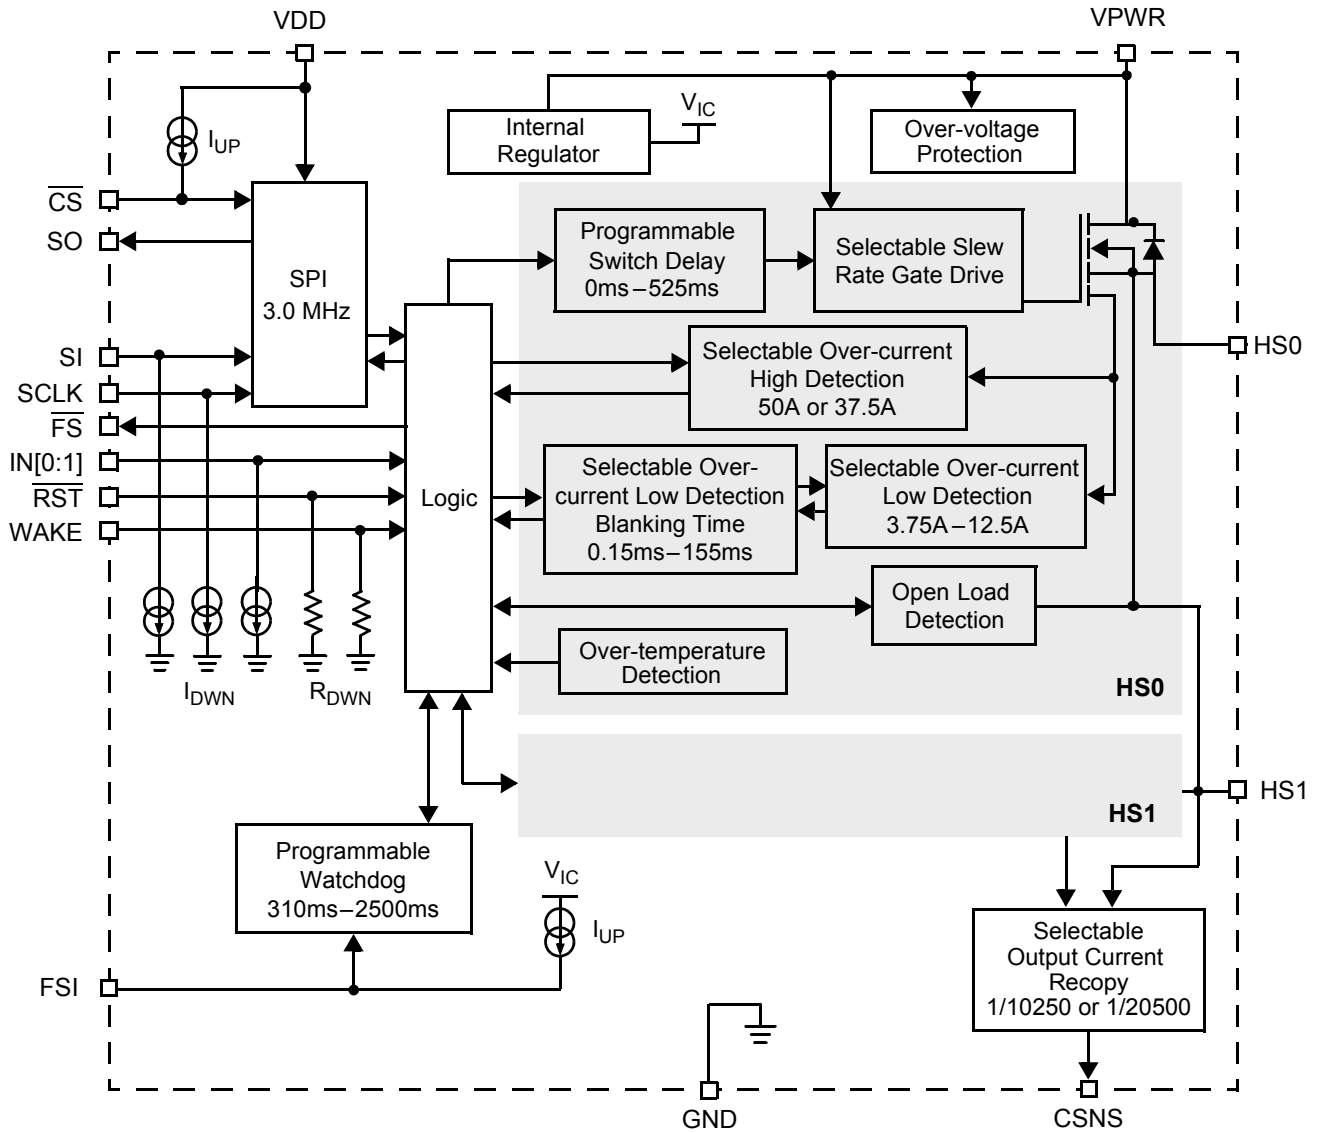 VDD
VPWR
Internal
Regulator
VIC
Over-voltage
Protection
IUP
CS
SO
SPI
3.0 MHz
SI
SCLK
FS
IN[0:1]
RST
WAKE
Logic
Programmable
Switch Delay
0ms–525ms
Selectable Slew
Rate Gate Drive
HS0
Selectable Over-current
High Detection
50A or 37.5A
Selectable Over-
current Low Detection
Blanking Time
0.15ms–155ms
Selectable Over-current
Low Detection
3.75A–12.5A
Open Load
Detection
Over-temperature
Detection
HS0
IDWN
RDWN
HS1
HS1
Programmable
Watchdog
310ms–2500ms
VIC
IUP
FSI
Selectable
Output Current
Recopy
1/10250 or 1/20500
GND
CSNS